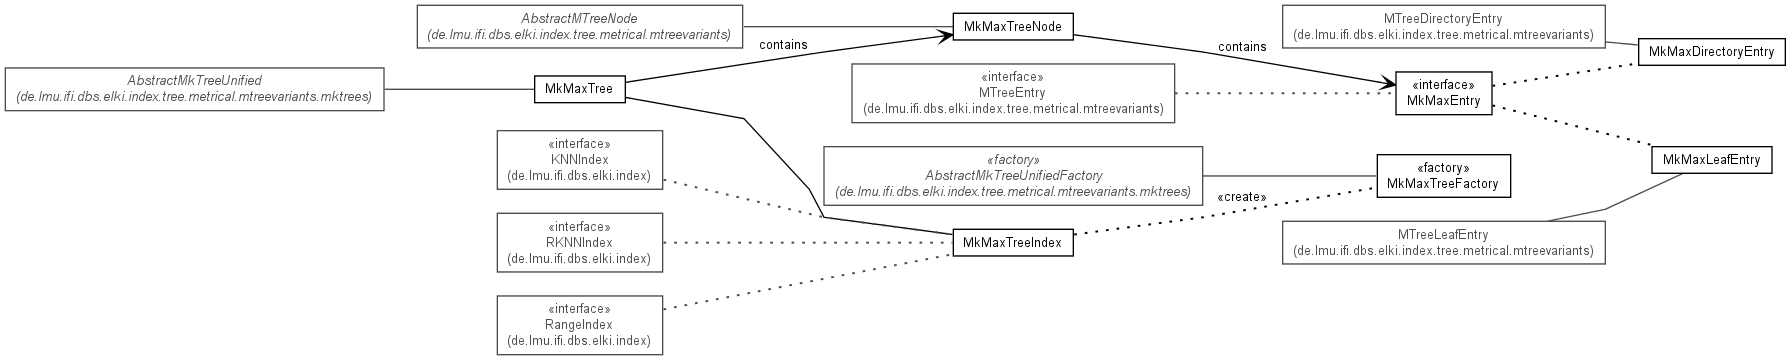 AbstractMTreeNode
(de.lmu.ifi.dbs.elki.index.tree.metrical.mtreevariants)
MkMaxTreeNode
MTreeDirectoryEntry
(de.lmu.ifi.dbs.elki.index.tree.metrical.mtreevariants)
MkMaxDirectoryEntry
contains
contains
AbstractMkTreeUnified
(de.lmu.ifi.dbs.elki.index.tree.metrical.mtreevariants.mktrees)
MkMaxTree
«interface»
MTreeEntry
(de.lmu.ifi.dbs.elki.index.tree.metrical.mtreevariants)
«interface»
MkMaxEntry
«interface»
KNNIndex
(de.lmu.ifi.dbs.elki.index)
«factory»
AbstractMkTreeUnifiedFactory
(de.lmu.ifi.dbs.elki.index.tree.metrical.mtreevariants.mktrees)
«factory»
MkMaxTreeFactory
MkMaxLeafEntry
«create»
«interface»
RKNNIndex
(de.lmu.ifi.dbs.elki.index)
MkMaxTreeIndex
MTreeLeafEntry
(de.lmu.ifi.dbs.elki.index.tree.metrical.mtreevariants)
«interface»
RangeIndex
(de.lmu.ifi.dbs.elki.index)